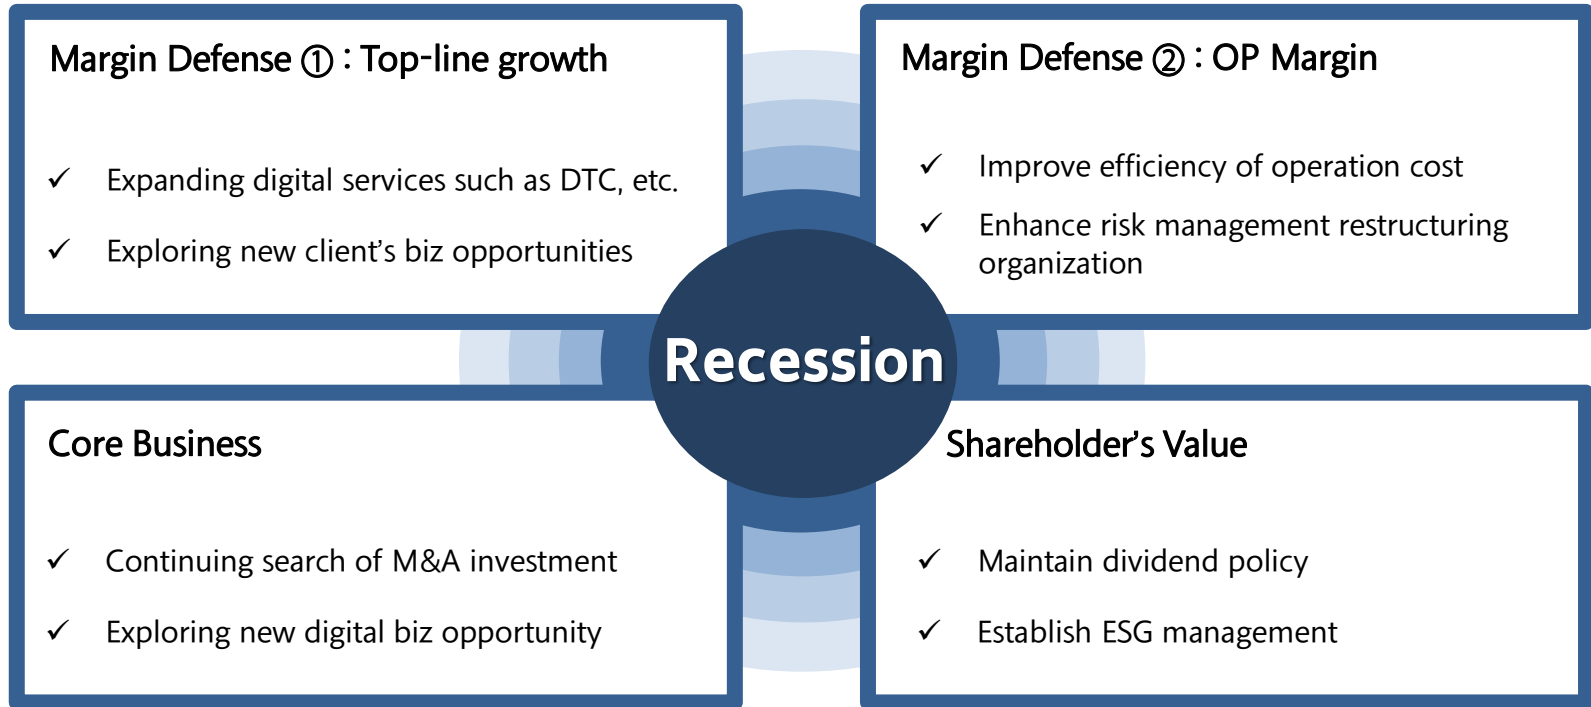 Margin Defense ① : Top-line growth
✓ Expanding digital services such as DTC, etc.
✓ Exploring new client's biz opportunities
Margin Defense ② : OP Margin
✓ Improve efficiency of operation cost
✓ Enhance risk management restructuring
organization
Recession
Core Business
✓ Continuing search of M&A investment
✓ Exploring new digital biz opportunity
Shareholder's Value
✓ Maintain dividend policy
✓ Establish ESG management